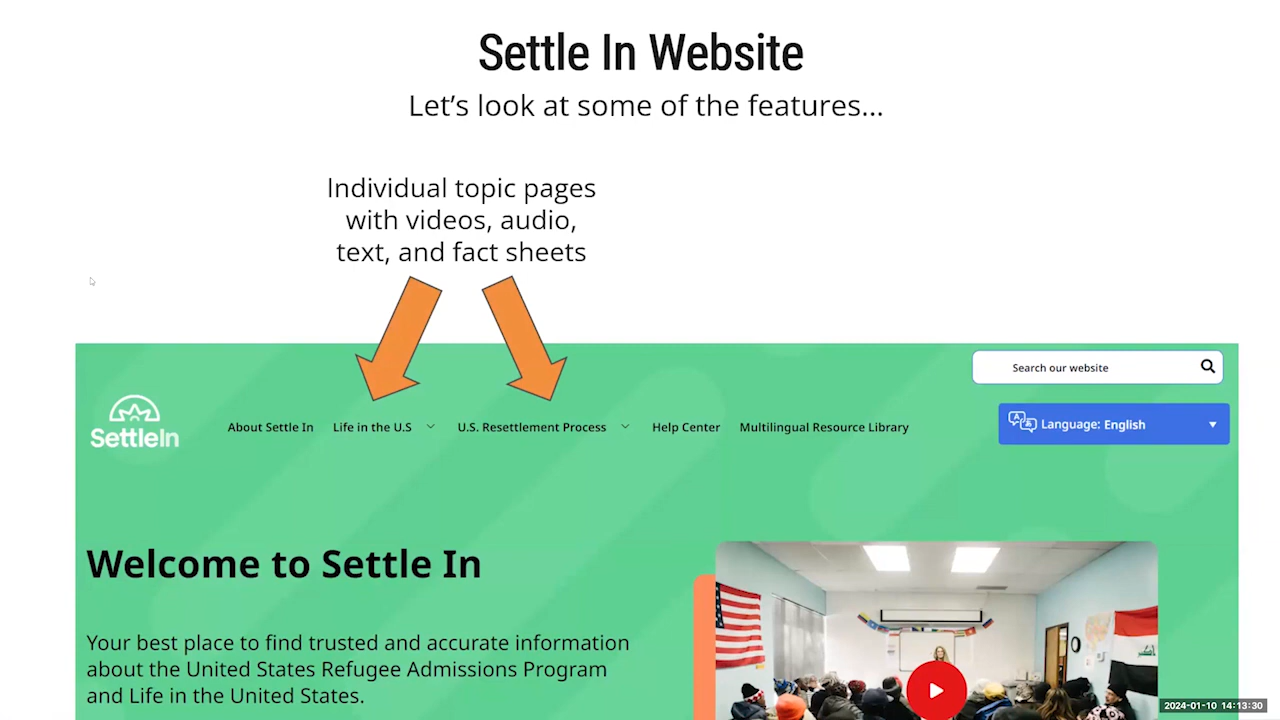 Settle In Website
Let's look at some of the features...
Individual topic pages
with videos, audio,
text, and fact sheets
Search our website
SettleIn
About Settle In Life in the U.S U.S. Resettlement Process Help Center Multilingual Resource Library
Language: English
Welcome to Settle In
Your best place to find trusted and accurate information
about the United States Refugee Admissions Program
and Life in the United States.
2024-01-10 14:13:30